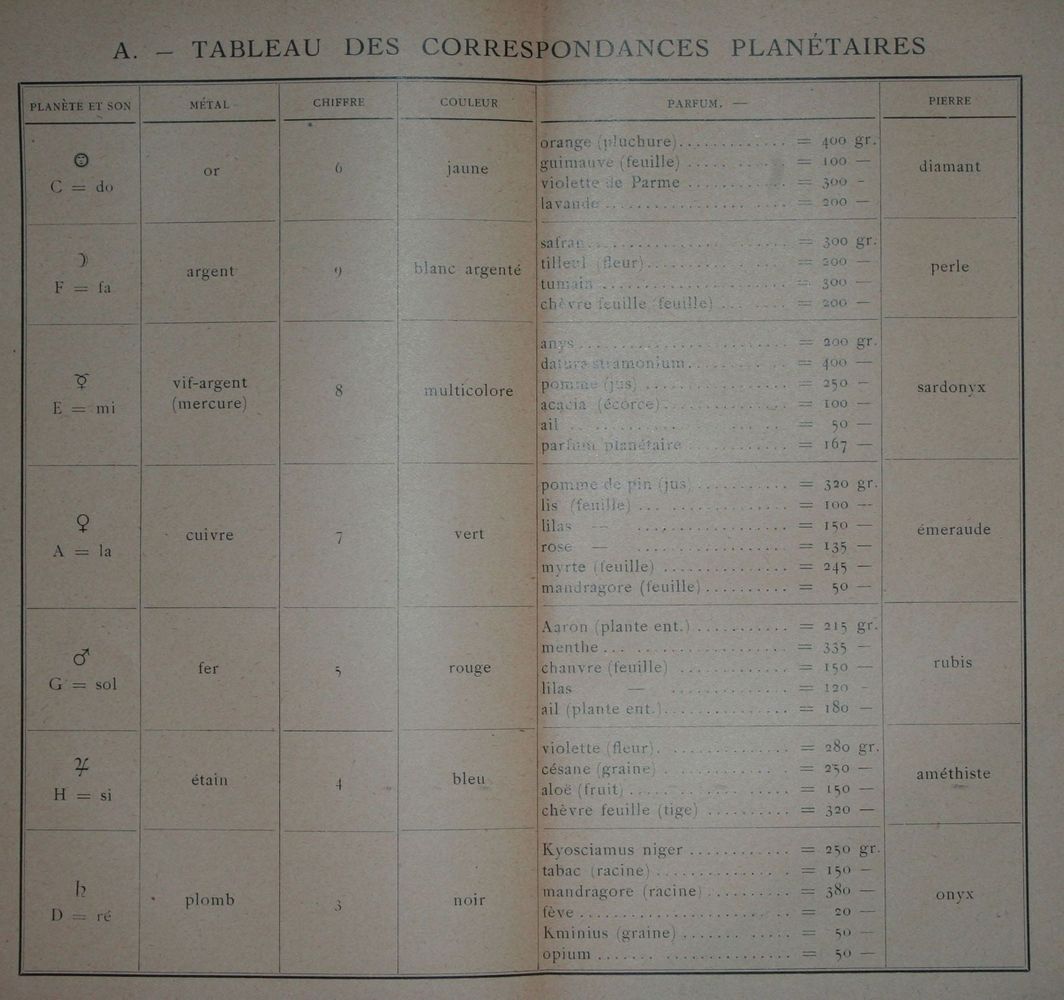 A. — TABLEAU DES CORRESPONDANCES PLANÉTAIRES
PLANÈTE ET SON MÉTAL CHIFFRE COULEUR PARFUM. — PIERRE
☉
C = do
or
6
jaune
orange (pluchure) = 400 gr.
guimauve (feuille) = 100 —
violette de Parme = 300 -
lavande = 200 —
diamant
☽
F = fa
argent
9
blanc argenté
safran = 300 gr.
tilleul (fleur) = 200 —
= 300 —
chèvre feuille (feuille) = 200 —
perle
☿
E = mi
vif-argent
(mercure)
8
multicolore
anys = 200 gr.
datura stramonium = 400 —
pomme (jus) = 250 —
acacia (écorce) = 100 —
ail = 50 —
parfum planétaire = 167 —
sardonyx
♀
A = la
cuivre
7
vert
pomme de pin (jus) = 320 gr.
lis (feuille) = 100 —
lilas — = 150 —
rose — = 135 —
myrte (feuille) = 245 —
mandragore (feuille) = 50 —
émeraude
♂
G = sol
fer
5
rouge
Aaron (plante ent.) = 215 gr.
menthe = 335 —
chanvre (feuille) = 150 —
lilas — = 120 -
ail (plante ent.) = 180 —
rubis
♃
H = si
étain
4
bleu
violette (fleur) = 280 gr.
césane (graine) = 250 —
aloë (fruit) = 150 —
chèvre feuille (tige) = 320 —
améthiste
♄
D = ré
plomb
3
noir
Kyosciamus niger = 250 gr.
tabac (racine) = 150 —
mandragore (racine) = 380 —
fève = 20 —
Kminius (graine) = 50 —
opium = 50 —
onyx